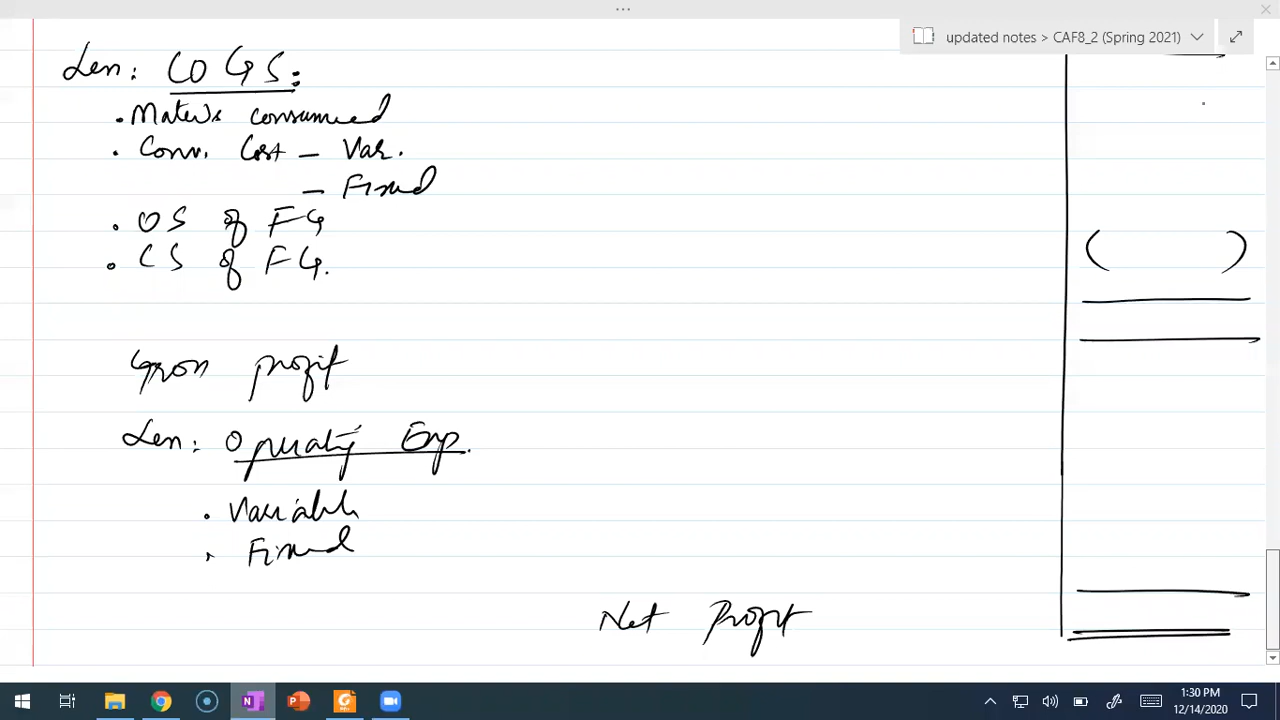 ...
updated notes > CAF8_2 (Spring 2021)
Less: COGS:
. Mater's consumed
. Conv. Cost - Var.
- Fixed
. OS of FG
. CS of FG.
( )
Gross profit
Less: Operating Exp.
. Variable
. Fixed
Net Profit
1:30 PM
12/14/2020